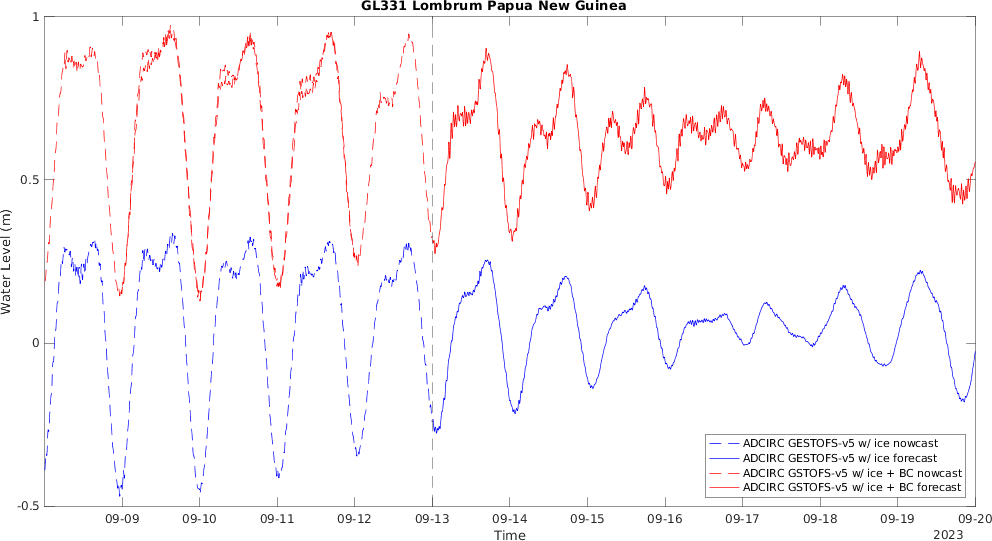 GL331 Lombrum Papua New Guinea
Water Level (m)
1
0.5
0
-0.5
ADCIRC GESTOFS-v5 w/ ice nowcast
ADCIRC GESTOFS-v5 w/ ice forecast
ADCIRC GSTOFS-v5 w/ ice + BC nowcast
ADCIRC GSTOFS-v5 w/ ice + BC forecast
09-09 09-10 09-11 09-12 09-13 09-14 09-15 09-16 09-17 09-18 09-19 09-20
Time
2023